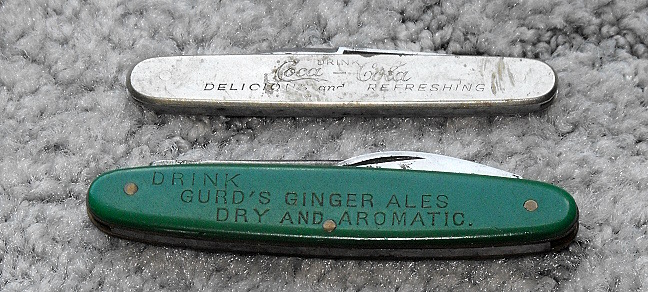 DRINK
Coca-Cola
DELICIOUS and REFRESHING
DRINK
GURD'S GINGER ALES
DRY AND AROMATIC.